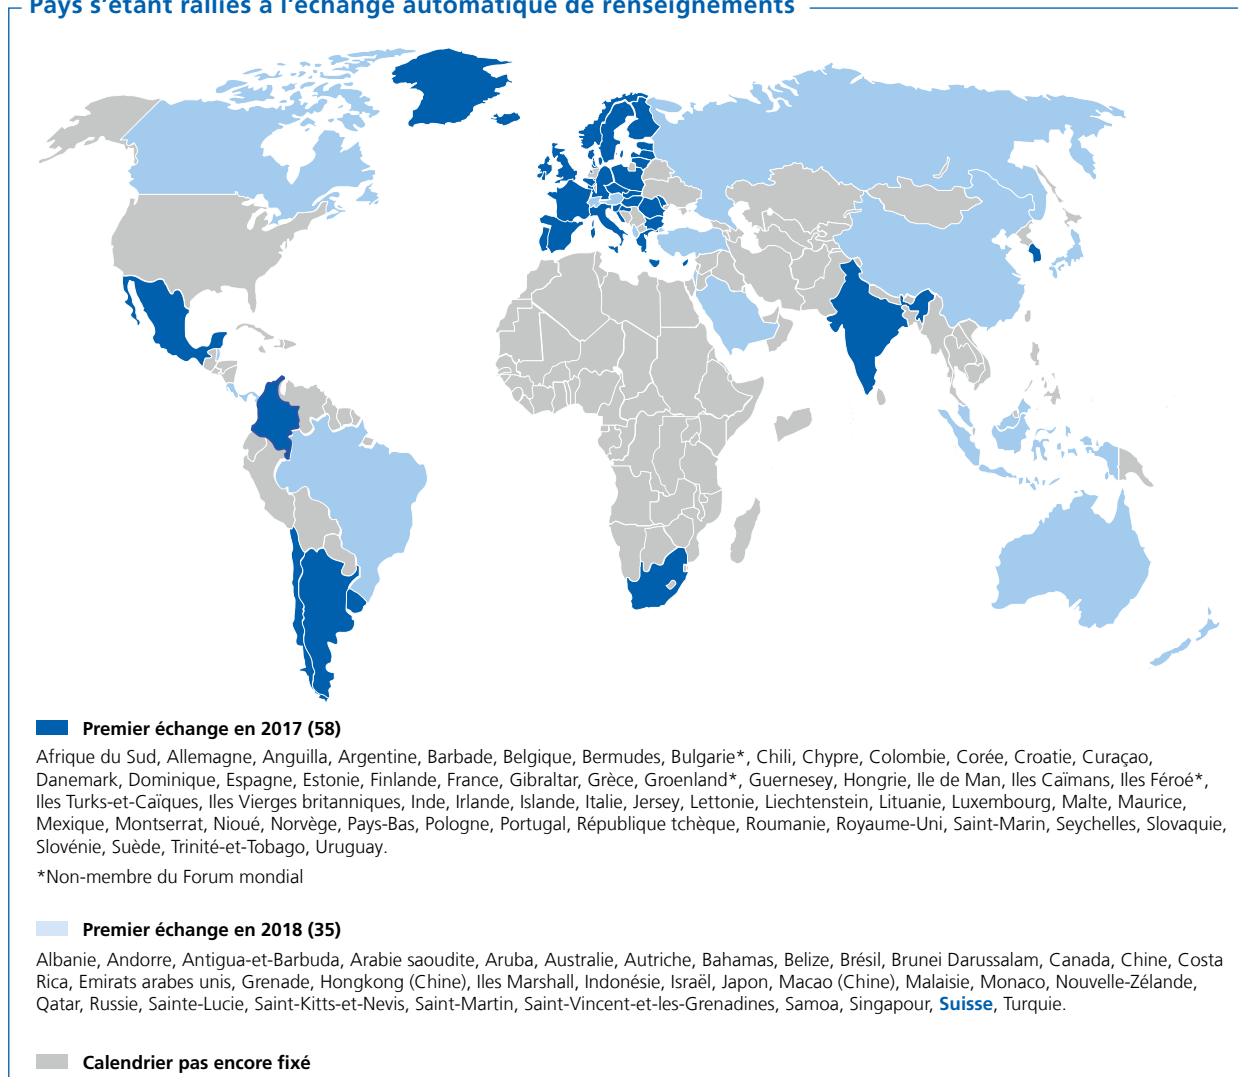 Pays s'étant ralliés à l'échange automatique de renseignements
Premier échange en 2017 (58)
Afrique du Sud, Allemagne, Anguilla, Argentine, Barbade, Belgique, Bermudes, Bulgarie*, Chili, Chypre, Colombie, Corée, Croatie, Curaçao,
Danemark, Dominique, Espagne, Estonie, Finlande, France, Gibraltar, Grèce, Groenland*, Guernesey, Hongrie, Ile de Man, Iles Caïmans, Iles Féroé*,
Iles Turks-et-Caïques, Iles Vierges britanniques, Inde, Irlande, Islande, Italie, Jersey, Lettonie, Liechtenstein, Lituanie, Luxembourg, Malte, Maurice,
Mexique, Montserrat, Nioué, Norvège, Pays-Bas, Pologne, Portugal, République tchèque, Roumanie, Royaume-Uni, Saint-Marin, Seychelles, Slovaquie,
Slovénie, Suède, Trinité-et-Tobago, Uruguay.
*Non-membre du Forum mondial
Premier échange en 2018 (35)
Albanie, Andorre, Antigua-et-Barbuda, Arabie saoudite, Aruba, Australie, Autriche, Bahamas, Belize, Brésil, Brunei Darussalam, Canada, Chine, Costa
Rica, Emirats arabes unis, Grenade, Hongkong (Chine), Iles Marshall, Indonésie, Israël, Japon, Macao (Chine), Malaisie, Monaco, Nouvelle-Zélande,
Qatar, Russie, Sainte-Lucie, Saint-Kitts-et-Nevis, Saint-Martin, Saint-Vincent-et-les-Grenadines, Samoa, Singapour, Suisse, Turquie.
Calendrier pas encore fixé